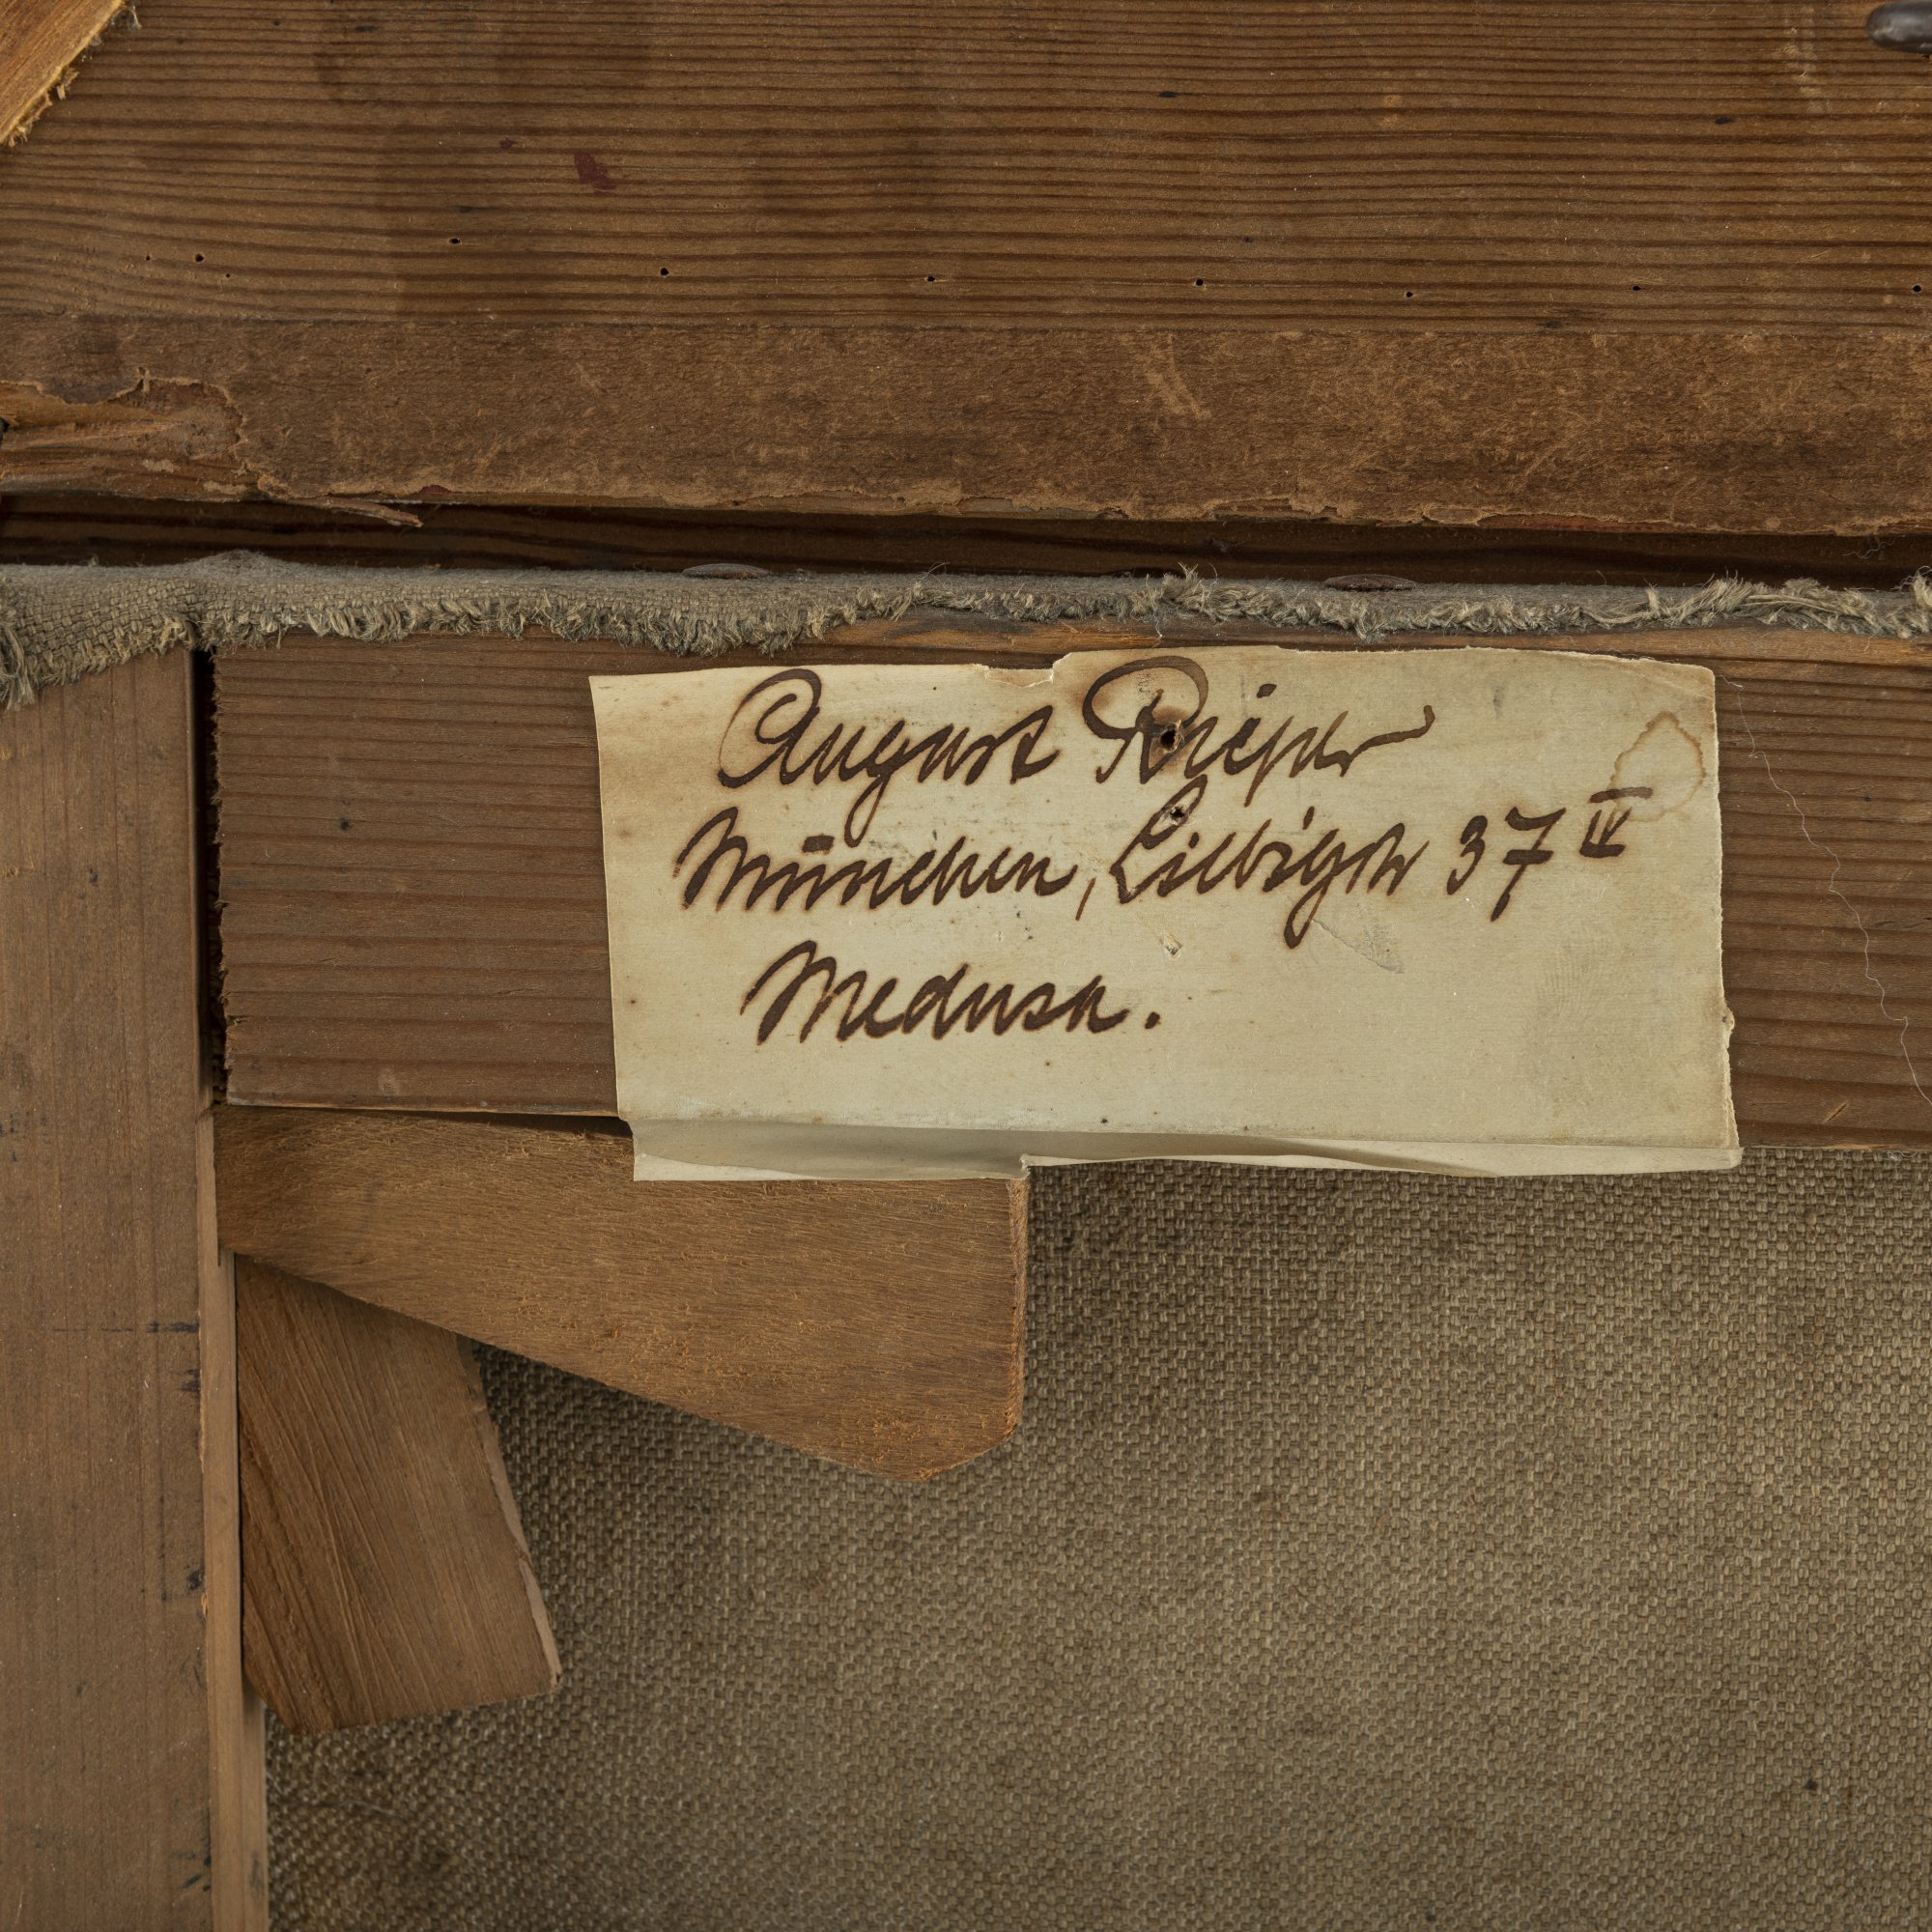 August Rieper
München, Liebigstr 37 IV
Medusa.